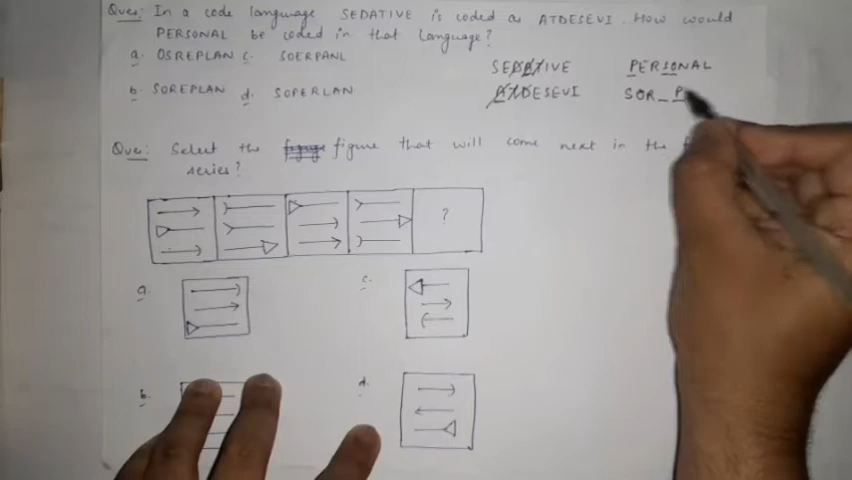 Ques: In a code language SEDATIVE is coded as ATDESEVI. How would
PERSONAL be coded in that language?
a. OSREPLAN c. SOERPANL
SEDATIVE PERSONAL
b. SOREPLAN d. SOPERLAN
ATDESEVI SOR_P
Que: Select the figure that will come next in the
series?
?
a. c.
b. d.